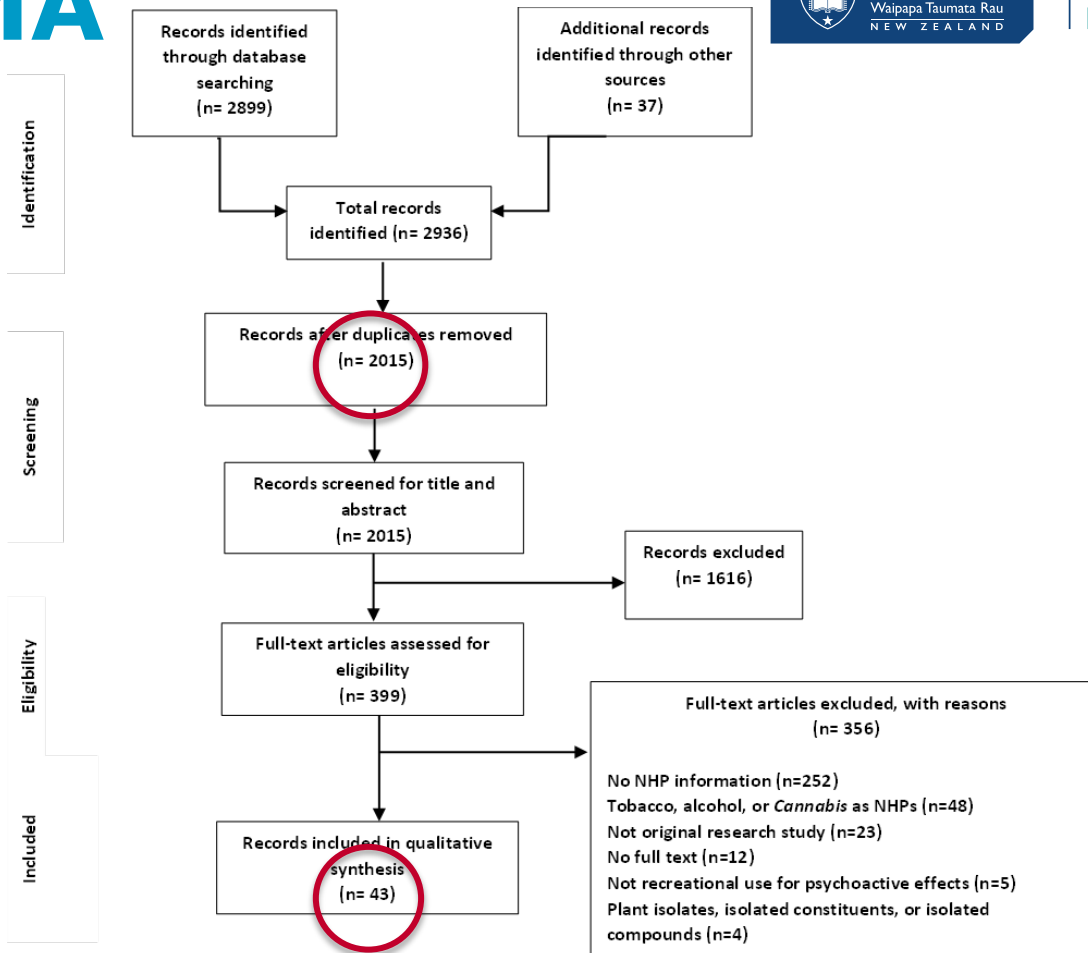 MA
Waipapa Taumata Rau
NEW ZEALAND
Records identified
through database
searching
(n= 2899)
Additional records
identified through other
sources
(n= 37)
Identification
Total records
identified (n= 2936)
Records after duplicates removed
(n= 2015)
Screening
Records screened for title and
abstract
(n= 2015)
Records excluded
(n= 1616)
Eligibility
Full-text articles assessed for
eligibility
(n= 399)
Full-text articles excluded, with reasons
(n= 356)
No NHP information (n=252)
Tobacco, alcohol, or Cannabis as NHPs (n=48)
Not original research study (n=23)
No full text (n=12)
Not recreational use for psychoactive effects (n=5)
Plant isolates, isolated constituents, or isolated
compounds (n=4)
Included
Records included in qualitative
synthesis
(n= 43)